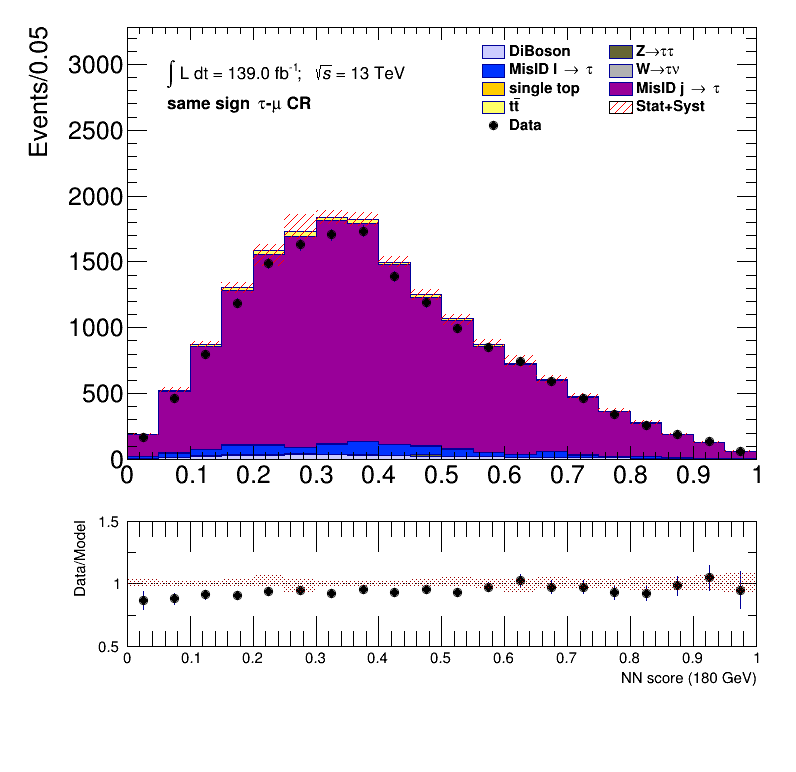 Events/0.05
3000
2500
2000
1500
1000
500
0
∫ L dt = 139.0 fb⁻¹; √s = 13 TeV
same sign τ-μ CR
DiBoson
MisID l → τ
single top
tt̄
Data
Z→ττ
W→τν
MisID j → τ
Stat+Syst
0 0.1 0.2 0.3 0.4 0.5 0.6 0.7 0.8 0.9 1
Data/Model
1.5
1
0.5
0 0.1 0.2 0.3 0.4 0.5 0.6 0.7 0.8 0.9 1
NN score (180 GeV)